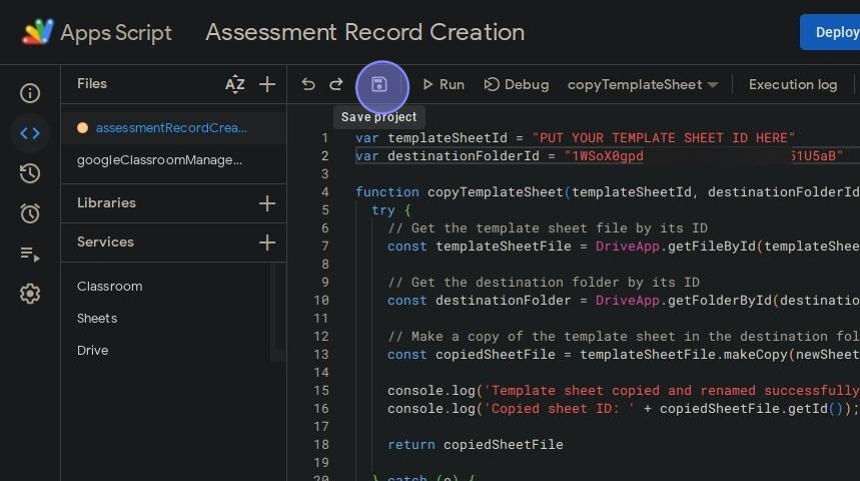 Apps Script
Assessment Record Creation
Deploy
Files
AZ
Run
Debug
copyTemplateSheet
Execution log
Save project
assessmentRecordCrea...
googleClassroomManage...
Libraries
Services
Classroom
Sheets
Drive
1 var templateSheetId = "PUT YOUR TEMPLATE SHEET ID HERE"
2 var destinationFolderId = "1WSoX0gpd 51U5aB"
3
4 function copyTemplateSheet(templateSheetId, destinationFolderId
5 try {
6 // Get the template sheet file by its ID
7 const templateSheetFile = DriveApp.getFileById(templateShee
8
9 // Get the destination folder by its ID
10 const destinationFolder = DriveApp.getFolderById(destinatio
11
12 // Make a copy of the template sheet in the destination fol
13 const copiedSheetFile = templateSheetFile.makeCopy(newSheet
14
15 console.log('Template sheet copied and renamed successfully
16 console.log('Copied sheet ID: ' + copiedSheetFile.getId());
17
18 return copiedSheetFile
19
20 } catch (e) {